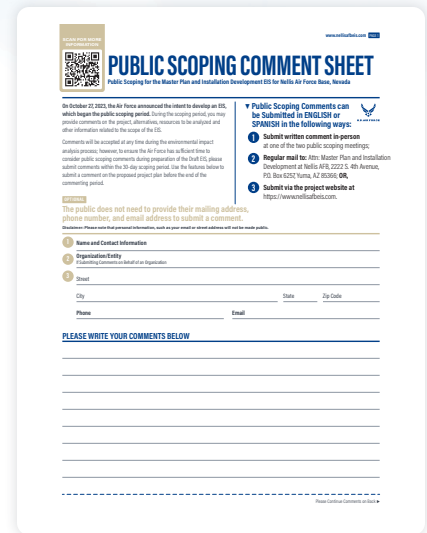 SCAN FOR MORE
INFORMATION
www.nellisafbeis.com PAGE 1
PUBLIC SCOPING COMMENT SHEET
Public Scoping for the Master Plan and Installation Development EIS for Nellis Air Force Base, Nevada
On October 27, 2023, the Air Force announced the intent to develop an EIS,
which began the public scoping period. During the scoping period, you may
provide comments on the project, alternatives, resources to be analyzed and
other information related to the scope of the EIS.
Comments will be accepted at any time during the environmental impact
analysis process; however, to ensure the Air Force has sufficient time to
consider public scoping comments during preparation of the Draft EIS, please
submit comments within the 30-day scoping period. Use the features below to
submit a comment on the proposed project plan before the end of the
commenting period.
▼ Public Scoping Comments can
be Submitted in ENGLISH or
SPANISH in the following ways:
1 Submit written comment in-person
at one of the two public scoping meetings;
2 Regular mail to: Attn: Master Plan and Installation
Development at Nellis AFB, 2222 S. 4th Avenue,
P.O. Box 6257, Yuma, AZ 85366; OR,
3 Submit via the project website at
https://www.nellisafbeis.com.
OPTIONAL
The public does not need to provide their mailing address,
phone number, and email address to submit a comment.
Disclaimer: Please note that personal information, such as your email or street address will not be made public.
1 Name and Contact Information
2 Organization/Entity
If Submitting Comments on Behalf of an Organization
3 Street
City State Zip Code
Phone Email
PLEASE WRITE YOUR COMMENTS BELOW
Please Continue Comments on Back ➤